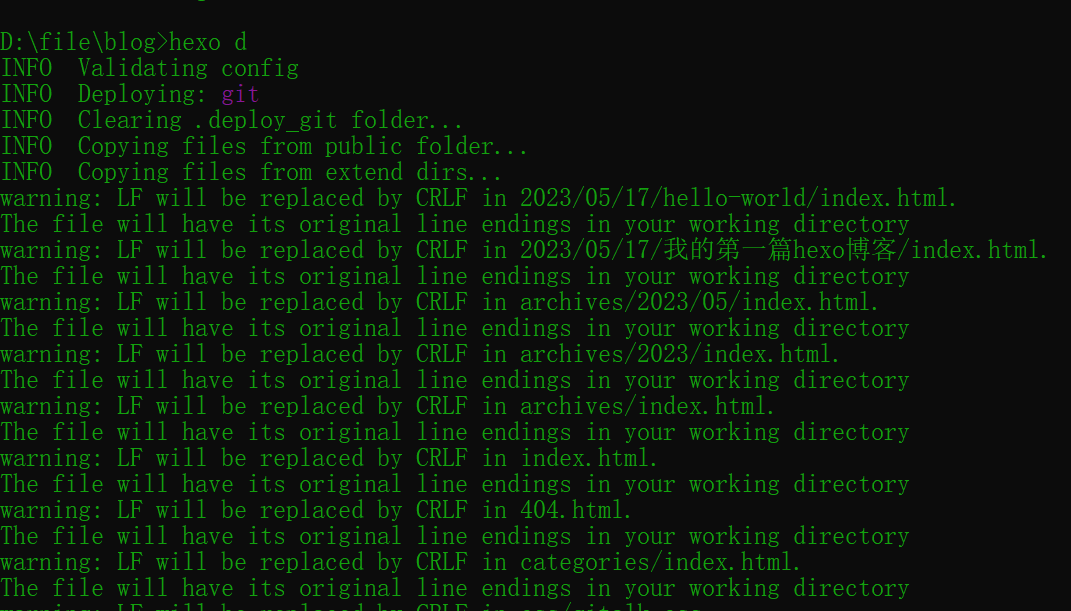 D:\file\blog>hexo d
INFO  Validating config
INFO  Deploying: git
INFO  Clearing .deploy_git folder...
INFO  Copying files from public folder...
INFO  Copying files from extend dirs...
warning: LF will be replaced by CRLF in 2023/05/17/hello-world/index.html.
The file will have its original line endings in your working directory
warning: LF will be replaced by CRLF in 2023/05/17/我的第一篇hexo博客/index.html.
The file will have its original line endings in your working directory
warning: LF will be replaced by CRLF in archives/2023/05/index.html.
The file will have its original line endings in your working directory
warning: LF will be replaced by CRLF in archives/2023/index.html.
The file will have its original line endings in your working directory
warning: LF will be replaced by CRLF in archives/index.html.
The file will have its original line endings in your working directory
warning: LF will be replaced by CRLF in index.html.
The file will have its original line endings in your working directory
warning: LF will be replaced by CRLF in 404.html.
The file will have its original line endings in your working directory
warning: LF will be replaced by CRLF in categories/index.html.
The file will have its original line endings in your working directory
warning: LF will be replaced by CRLF in